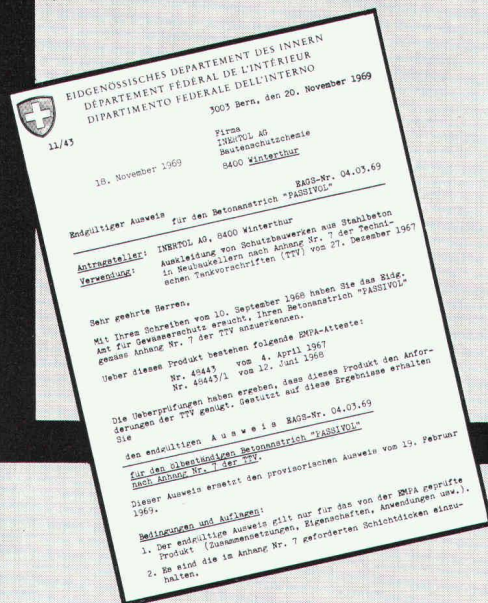 EIDGENÖSSISCHES DEPARTEMENT DES INNERN
DÉPARTEMENT FÉDÉRAL DE L'INTÉRIEUR
DIPARTIMENTO FEDERALE DELL'INTERNO
11/43
3003 Bern, den 20. November 1969
18. November 1969
Firma
INERTOL AG
Bautenschutzchemie
8400 Winterthur
EAGS-Nr. 04.03.69
Endgültiger Ausweis für den Betonanstrich "PASSIVOL"
Antragsteller: INERTOL AG, 8400 Winterthur
Verwendung: Auskleidung von Schutzbauwerken aus Stahlbeton
in Neubaukellern nach Anhang Nr. 7 der Techni-
schen Tankvorschriften (TTV) vom 27. Dezember 1967
Sehr geehrte Herren,
Mit Ihrem Schreiben vom 10. September 1968 haben Sie das Eidg.
Amt für Gewässerschutz ersucht, Ihren Betonanstrich "PASSIVOL"
gemäss Anhang Nr. 7 der TTV anzuerkennen.
Ueber dieses Produkt bestehen folgende EMPA-Atteste:
Nr. 48443 vom 4. April 1967
Nr. 48443/1 vom 12. Juni 1968
Die Ueberprüfungen haben ergeben, dass dieses Produkt den Anfor-
derungen der TTV genügt. Gestützt auf diese Ergebnisse erhalten
Sie
den endgültigen Ausweis EAGS-Nr. 04.03.69
für den ölbeständigen Betonanstrich "PASSIVOL"
nach Anhang Nr. 7 der TTV.
Dieser Ausweis ersetzt den provisorischen Ausweis vom 19. Februar
1969.
Bedingungen und Auflagen:
1. Der endgültige Ausweis gilt nur für das von der EMPA geprüfte
Produkt (Zusammensetzungen, Eigenschaften, Anwendungen usw.).
2. Es sind die im Anhang Nr. 7 geforderten Schichtdicken einzu-
halten.